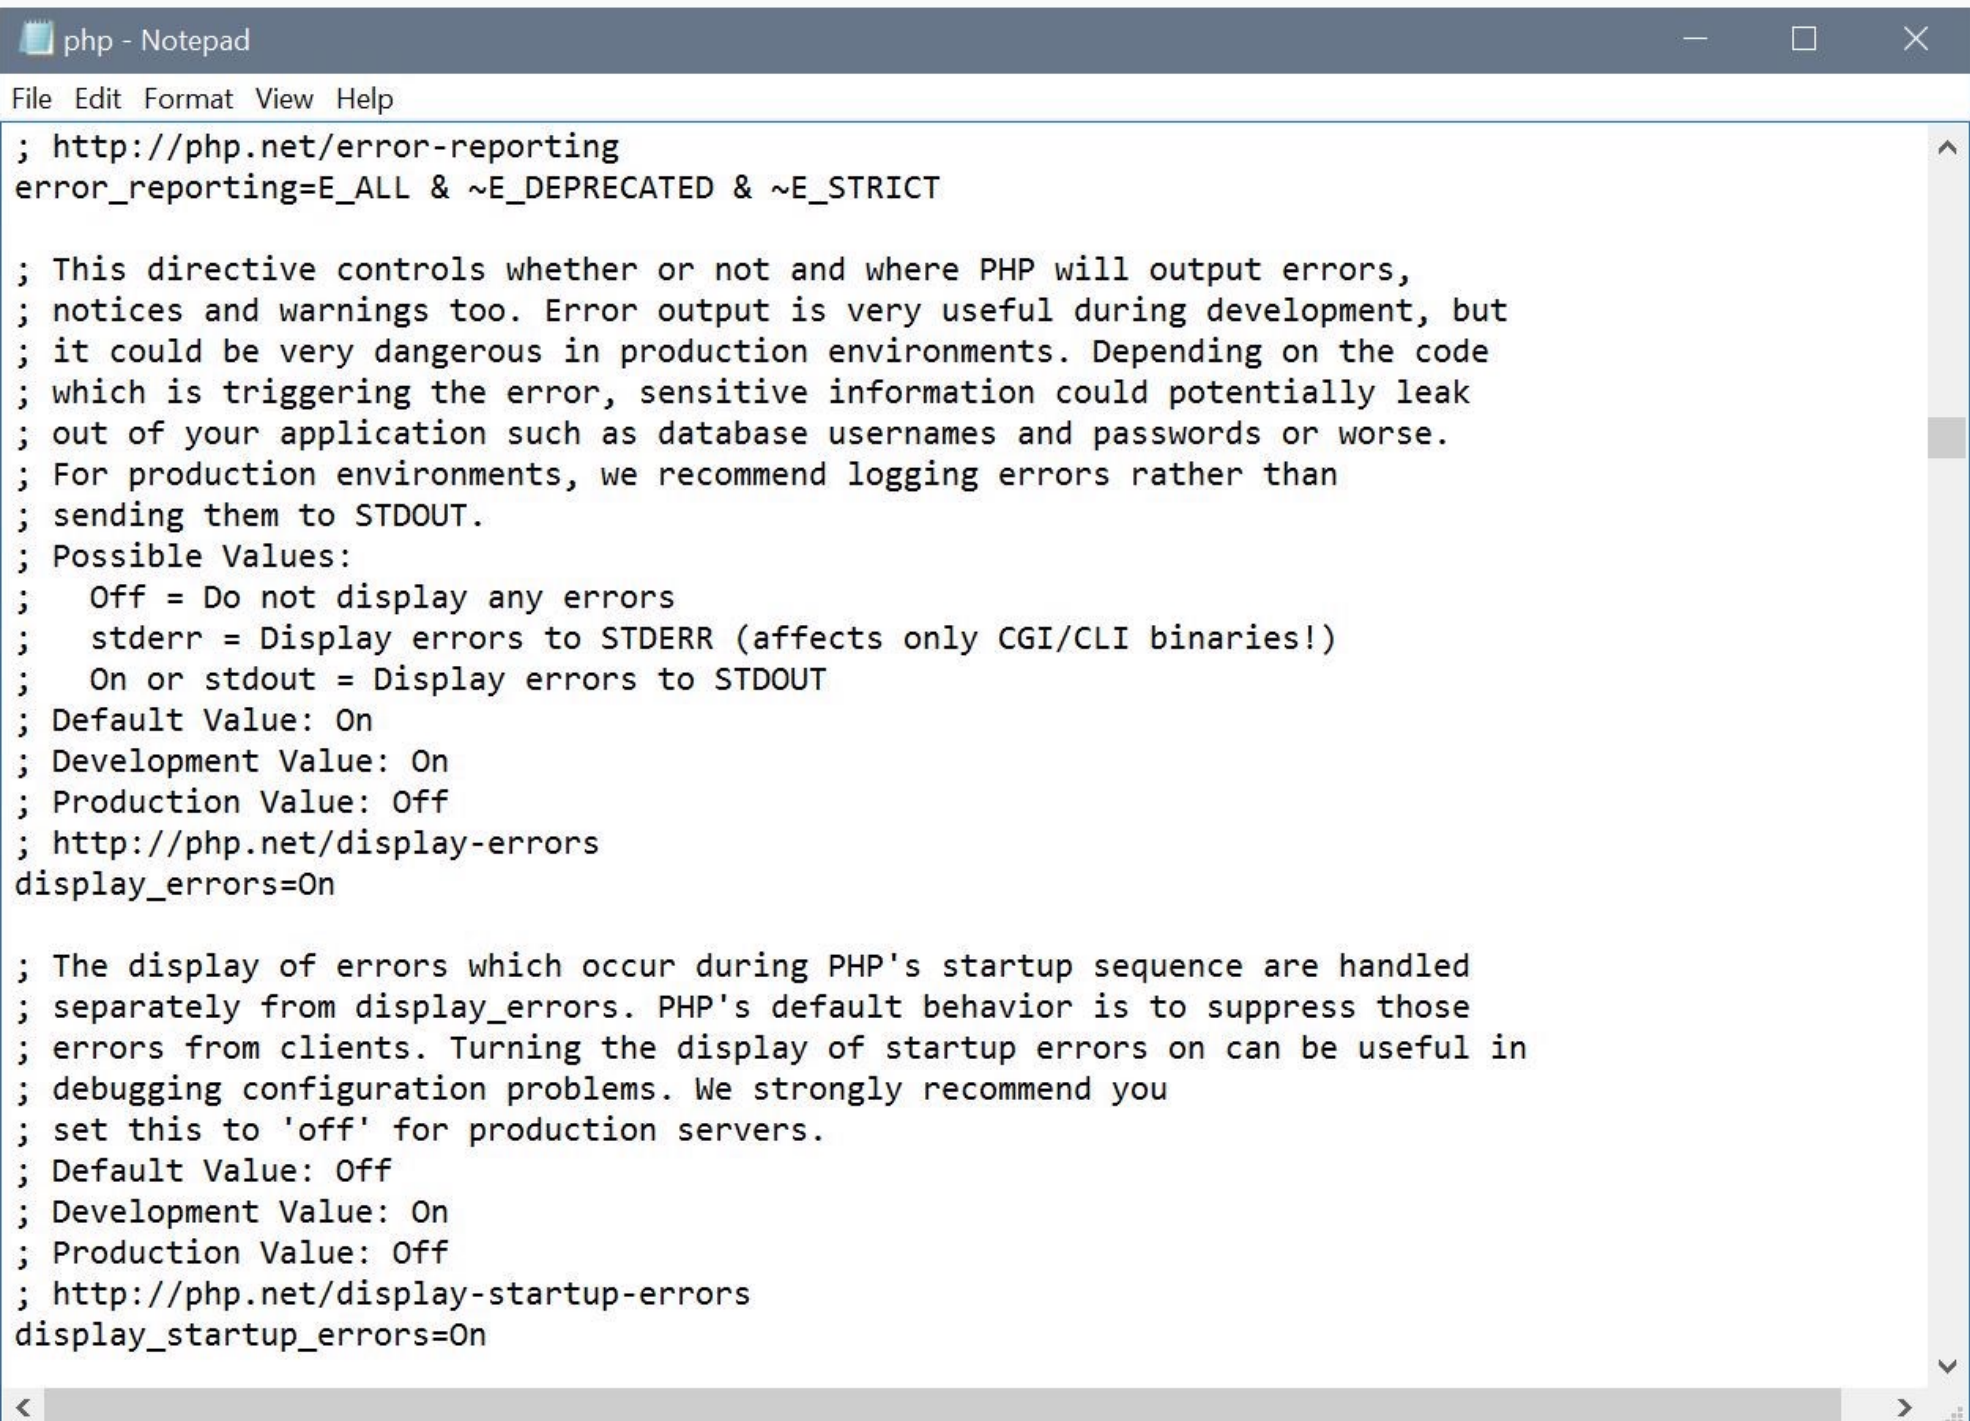 php - Notepad
File Edit Format View Help
; http://php.net/error-reporting
error_reporting=E_ALL & ~E_DEPRECATED & ~E_STRICT
; This directive controls whether or not and where PHP will output errors,
; notices and warnings too. Error output is very useful during development, but
; it could be very dangerous in production environments. Depending on the code
; which is triggering the error, sensitive information could potentially leak
; out of your application such as database usernames and passwords or worse.
; For production environments, we recommend logging errors rather than
; sending them to STDOUT.
; Possible Values:
;   Off = Do not display any errors
;   stderr = Display errors to STDERR (affects only CGI/CLI binaries!)
;   On or stdout = Display errors to STDOUT
; Default Value: On
; Development Value: On
; Production Value: Off
; http://php.net/display-errors
display_errors=On
; The display of errors which occur during PHP's startup sequence are handled
; separately from display_errors. PHP's default behavior is to suppress those
; errors from clients. Turning the display of startup errors on can be useful in
; debugging configuration problems. We strongly recommend you
; set this to 'off' for production servers.
; Default Value: Off
; Development Value: On
; Production Value: Off
; http://php.net/display-startup-errors
display_startup_errors=On